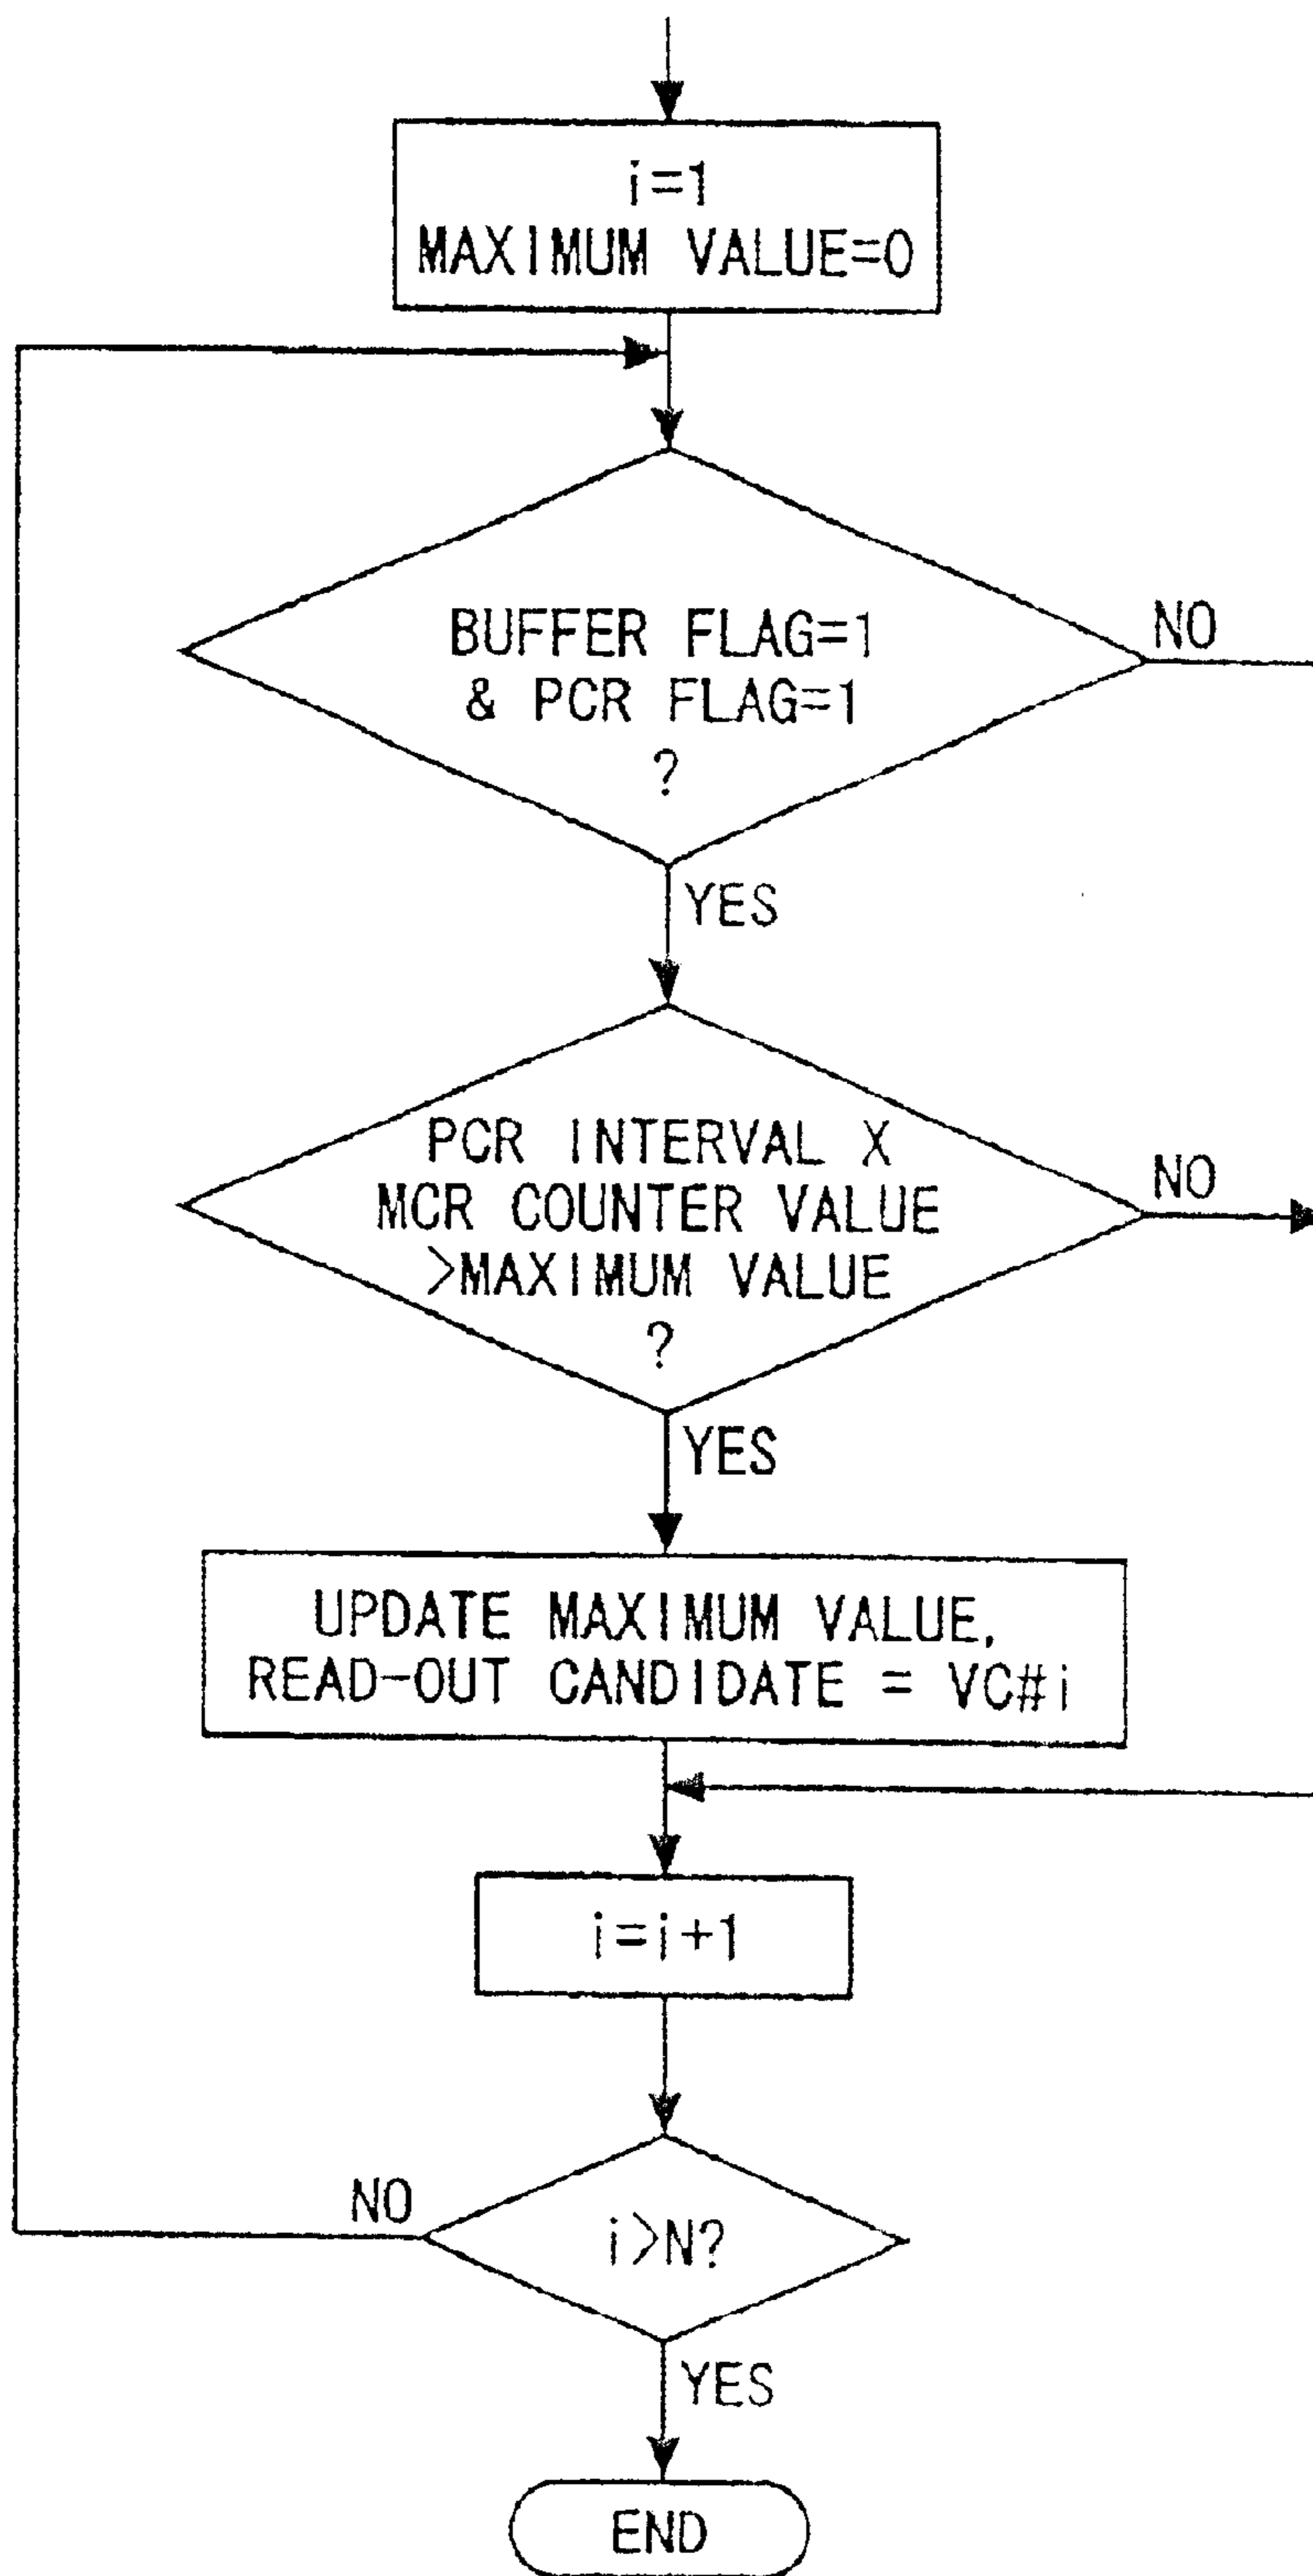 i=1
MAXIMUM VALUE=0
BUFFER FLAG=1
& PCR FLAG=1
?
NO
YES
PCR INTERVAL X
MCR COUNTER VALUE
>MAXIMUM VALUE
?
NO
YES
UPDATE MAXIMUM VALUE,
READ-OUT CANDIDATE = VC#i
i=i+1
NO
i>N?
YES
END